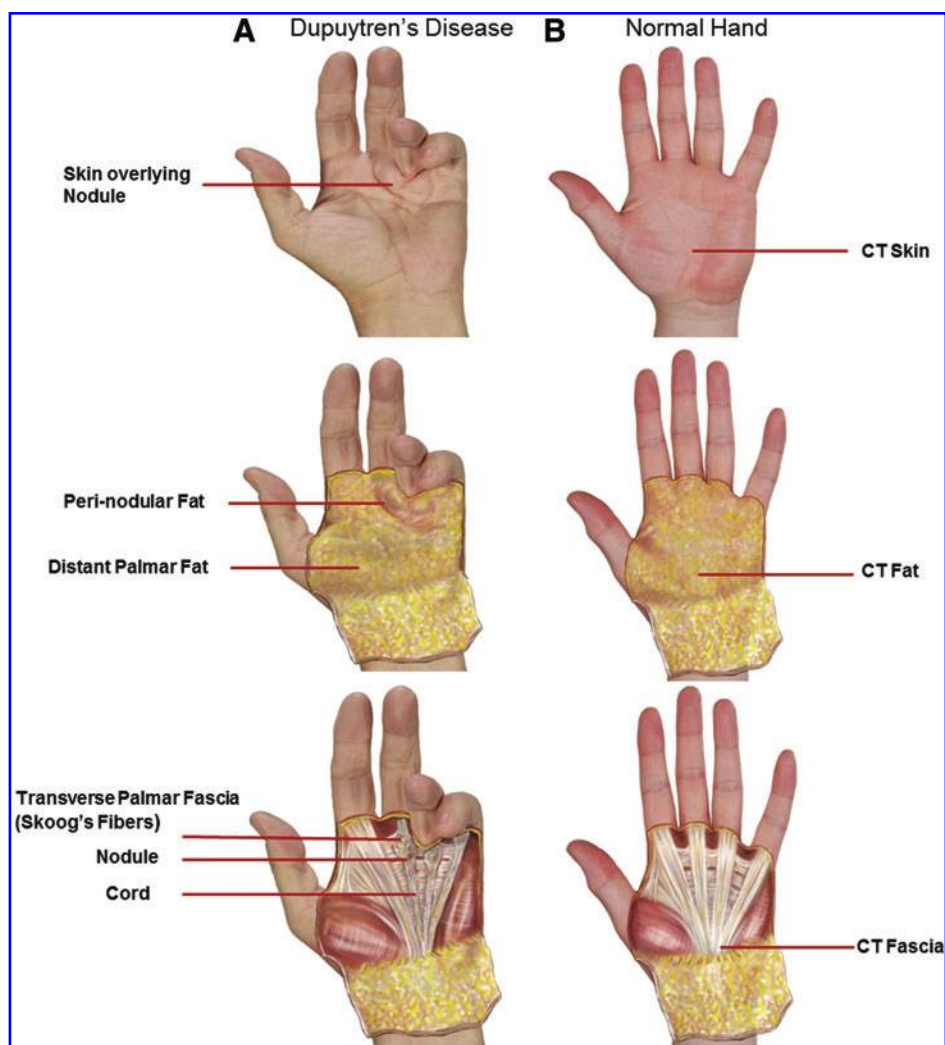 A Dupuytren's Disease
B Normal Hand
Skin overlying
Nodule
CT Skin
Peri-nodular Fat
Distant Palmar Fat
CT Fat
Transverse Palmar Fascia
(Skoog's Fibers)
Nodule
Cord
CT Fascia